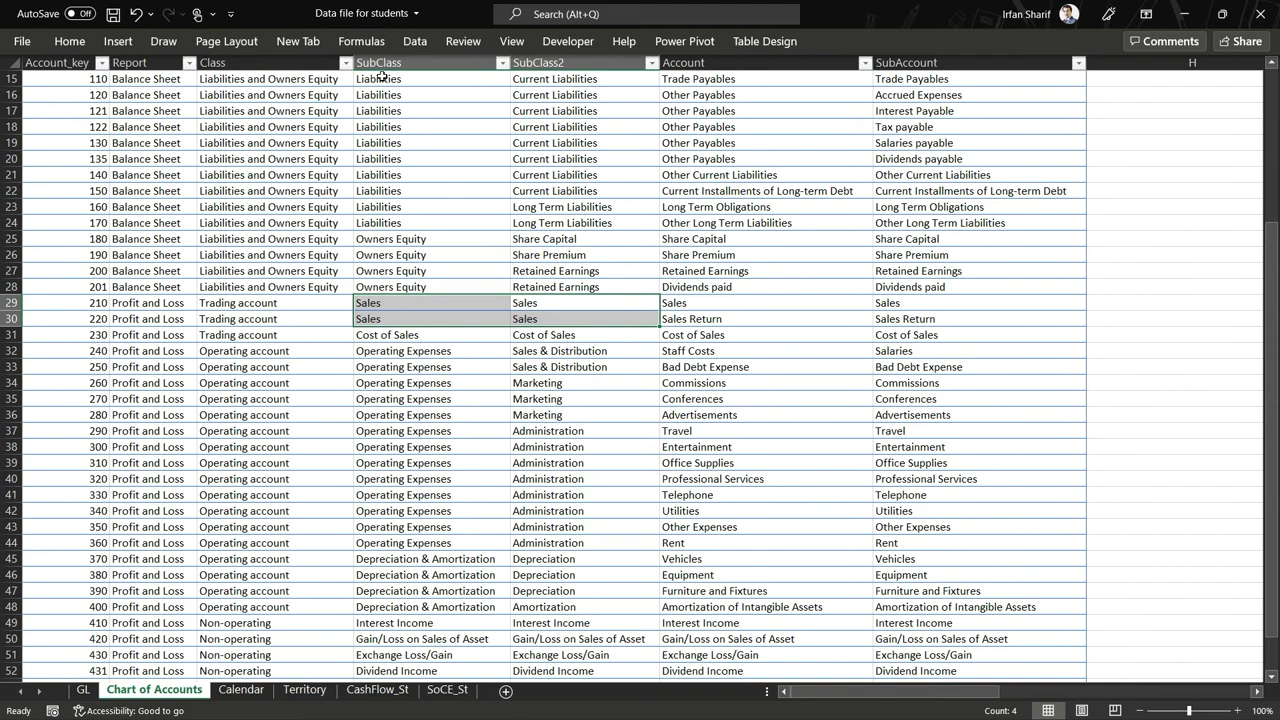 AutoSave Off Data file for students Search (Alt+Q) Irfan Sharif
File Home Insert Draw Page Layout New Tab Formulas Data Review View Developer Help Power Pivot Table Design Comments Share
Account_key Report Class SubClass SubClass2 Account SubAccount H
15 110 Balance Sheet Liabilities and Owners Equity Liabilities Current Liabilities Trade Payables Trade Payables
16 120 Balance Sheet Liabilities and Owners Equity Liabilities Current Liabilities Other Payables Accrued Expenses
17 121 Balance Sheet Liabilities and Owners Equity Liabilities Current Liabilities Other Payables Interest Payable
18 122 Balance Sheet Liabilities and Owners Equity Liabilities Current Liabilities Other Payables Tax payable
19 130 Balance Sheet Liabilities and Owners Equity Liabilities Current Liabilities Other Payables Salaries payable
20 135 Balance Sheet Liabilities and Owners Equity Liabilities Current Liabilities Other Payables Dividends payable
21 140 Balance Sheet Liabilities and Owners Equity Liabilities Current Liabilities Other Current Liabilities Other Current Liabilities
22 150 Balance Sheet Liabilities and Owners Equity Liabilities Current Liabilities Current Installments of Long-term Debt Current Installments of Long-term Debt
23 160 Balance Sheet Liabilities and Owners Equity Liabilities Long Term Liabilities Long Term Obligations Long Term Obligations
24 170 Balance Sheet Liabilities and Owners Equity Liabilities Long Term Liabilities Other Long Term Liabilities Other Long Term Liabilities
25 180 Balance Sheet Liabilities and Owners Equity Owners Equity Share Capital Share Capital Share Capital
26 190 Balance Sheet Liabilities and Owners Equity Owners Equity Share Premium Share Premium Share Premium
27 200 Balance Sheet Liabilities and Owners Equity Owners Equity Retained Earnings Retained Earnings Retained Earnings
28 201 Balance Sheet Liabilities and Owners Equity Owners Equity Retained Earnings Dividends paid Dividends paid
29 210 Profit and Loss Trading account Sales Sales Sales Sales
30 220 Profit and Loss Trading account Sales Sales Sales Return Sales Return
31 230 Profit and Loss Trading account Cost of Sales Cost of Sales Cost of Sales Cost of Sales
32 240 Profit and Loss Operating account Operating Expenses Sales & Distribution Staff Costs Salaries
33 250 Profit and Loss Operating account Operating Expenses Sales & Distribution Bad Debt Expense Bad Debt Expense
34 260 Profit and Loss Operating account Operating Expenses Marketing Commissions Commissions
35 270 Profit and Loss Operating account Operating Expenses Marketing Conferences Conferences
36 280 Profit and Loss Operating account Operating Expenses Marketing Advertisements Advertisements
37 290 Profit and Loss Operating account Operating Expenses Administration Travel Travel
38 300 Profit and Loss Operating account Operating Expenses Administration Entertainment Entertainment
39 310 Profit and Loss Operating account Operating Expenses Administration Office Supplies Office Supplies
40 320 Profit and Loss Operating account Operating Expenses Administration Professional Services Professional Services
41 330 Profit and Loss Operating account Operating Expenses Administration Telephone Telephone
42 340 Profit and Loss Operating account Operating Expenses Administration Utilities Utilities
43 350 Profit and Loss Operating account Operating Expenses Administration Other Expenses Other Expenses
44 360 Profit and Loss Operating account Operating Expenses Administration Rent Rent
45 370 Profit and Loss Operating account Depreciation & Amortization Depreciation Vehicles Vehicles
46 380 Profit and Loss Operating account Depreciation & Amortization Depreciation Equipment Equipment
47 390 Profit and Loss Operating account Depreciation & Amortization Depreciation Furniture and Fixtures Furniture and Fixtures
48 400 Profit and Loss Operating account Depreciation & Amortization Amortization Amortization of Intangible Assets Amortization of Intangible Assets
49 410 Profit and Loss Non-operating Interest Income Interest Income Interest Income Interest Income
50 420 Profit and Loss Non-operating Gain/Loss on Sales of Asset Gain/Loss on Sales of Asset Gain/Loss on Sales of Asset Gain/Loss on Sales of Asset
51 430 Profit and Loss Non-operating Exchange Loss/Gain Exchange Loss/Gain Exchange Loss/Gain Exchange Loss/Gain
52 431 Profit and Loss Non-operating Dividend Income Dividend Income Dividend Income Dividend Income
GL Chart of Accounts Calendar Territory CashFlow_St SoCE_St
Ready Accessibility: Good to go Count: 4 100%